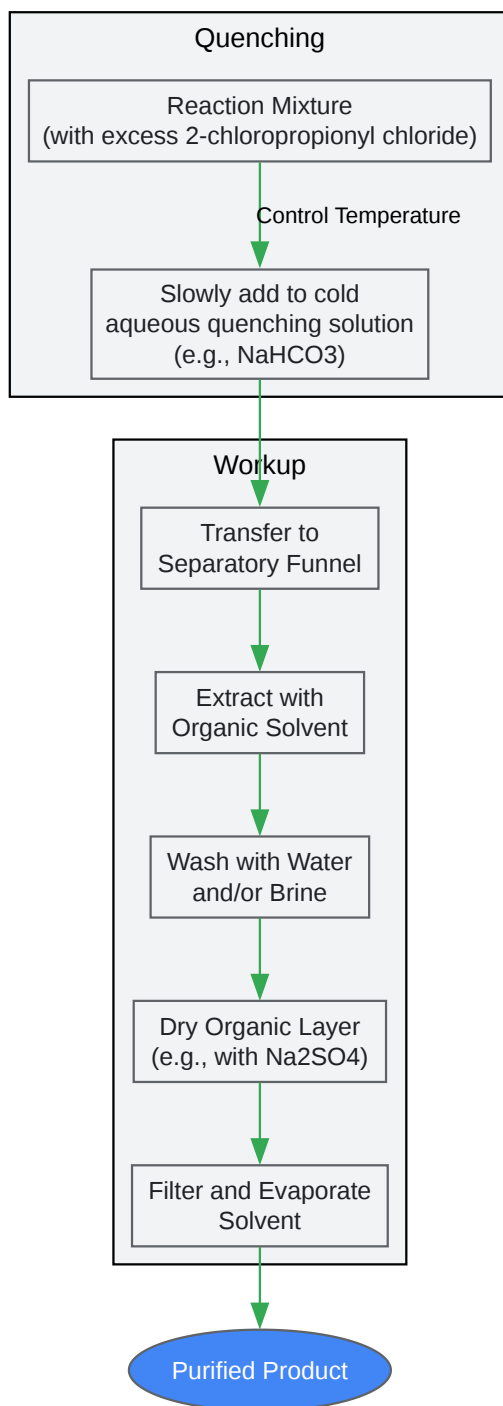 Quenching
Reaction Mixture
(with excess 2-chloropropionyl chloride)
Control Temperature
Slowly add to cold
aqueous quenching solution
(e.g., NaHCO3)
Workup
Transfer to
Separatory Funnel
Extract with
Organic Solvent
Wash with Water
and/or Brine
Dry Organic Layer
(e.g., with Na2SO4)
Filter and Evaporate
Solvent
Purified Product